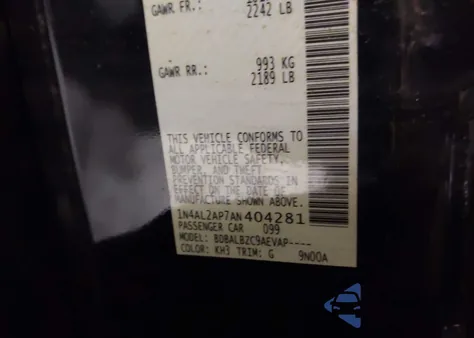 GAWR FR.:
2242 LB
GAWR RR.: 993 KG
2189 LB
THIS VEHICLE CONFORMS TO
ALL APPLICABLE FEDERAL
MOTOR VEHICLE SAFETY,
BUMPER, AND THEFT
PREVENTION STANDARDS
IN EFFECT ON THE DATE OF
MANUFACTURE SHOWN ABOVE.
1N4AL2AP7AN404281
PASSENGER CAR 099
MODEL: BDBALBZC9AEVAP----
COLOR: KH3 TRIM: G 9N00A